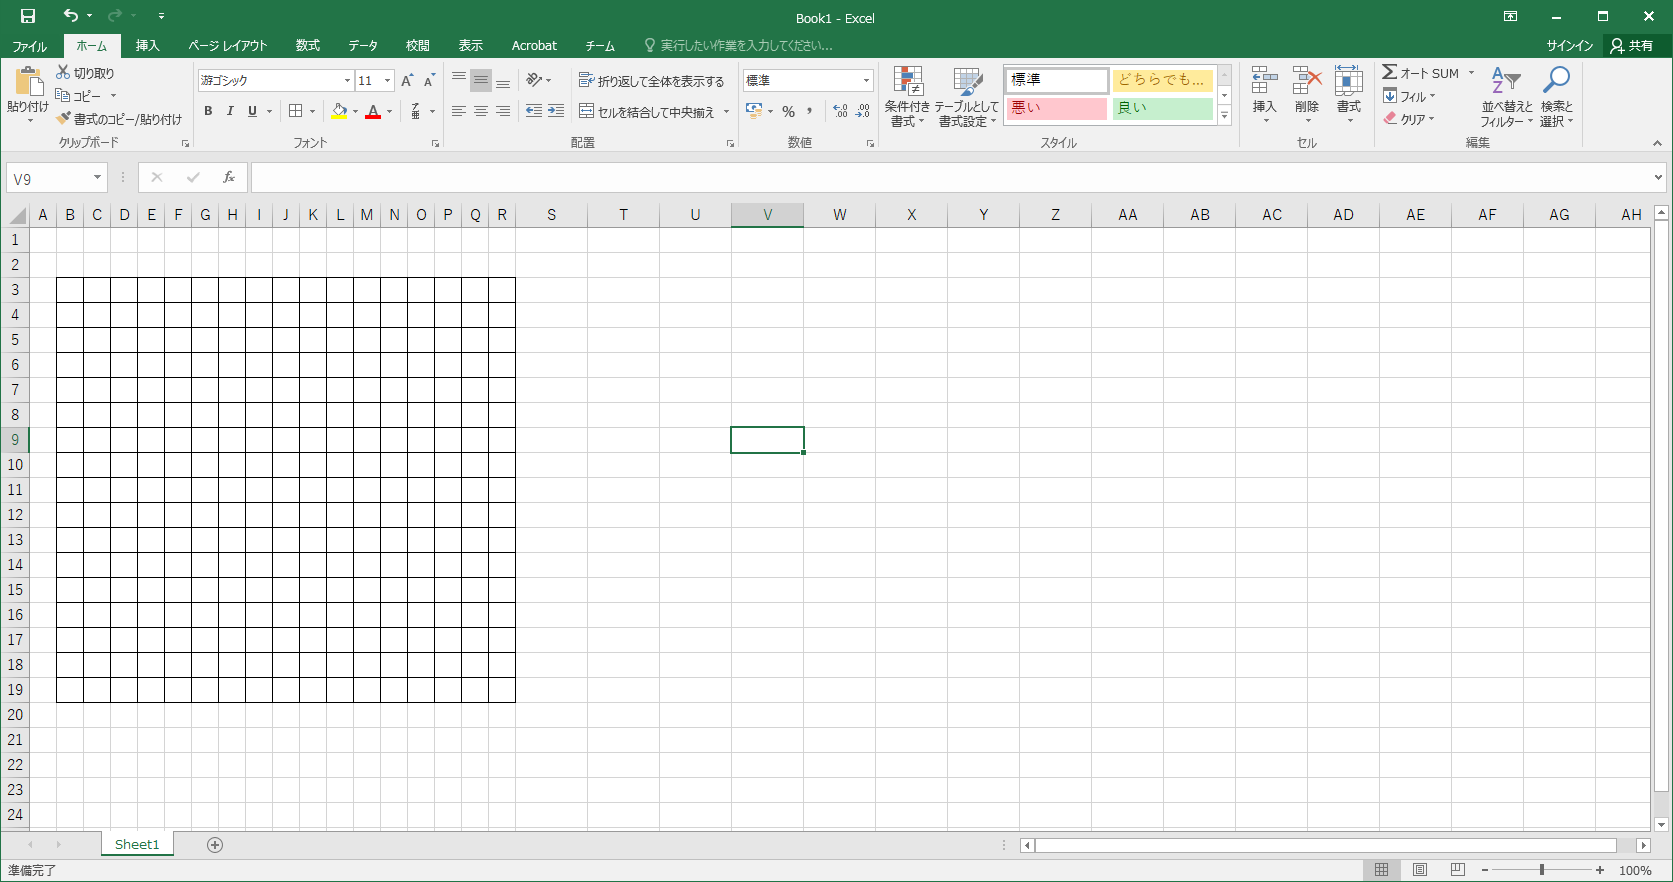 Book1 - Excel
ファイル ホーム 挿入 ページ レイアウト 数式 データ 校閲 表示 Acrobat チーム 実行したい作業を入力してください... サインイン 共有
貼り付け
切り取り
コピー
書式のコピー/貼り付け
クリップボード
游ゴシック 11
B I U
フォント
折り返して全体を表示する
セルを結合して中央揃え
配置
標準
%
数値
条件付き書式
テーブルとして書式設定
標準 どちらでも...
悪い 良い
スタイル
挿入 削除 書式
セル
オート SUM
フィル
クリア
並べ替えとフィルター
検索と選択
編集
V9 fx
A B C D E F G H I J K L M N O P Q R S T U V W X Y Z AA AB AC AD AE AF AG AH
1
2
3
4
5
6
7
8
9
10
11
12
13
14
15
16
17
18
19
20
21
22
23
24
Sheet1
準備完了 100%